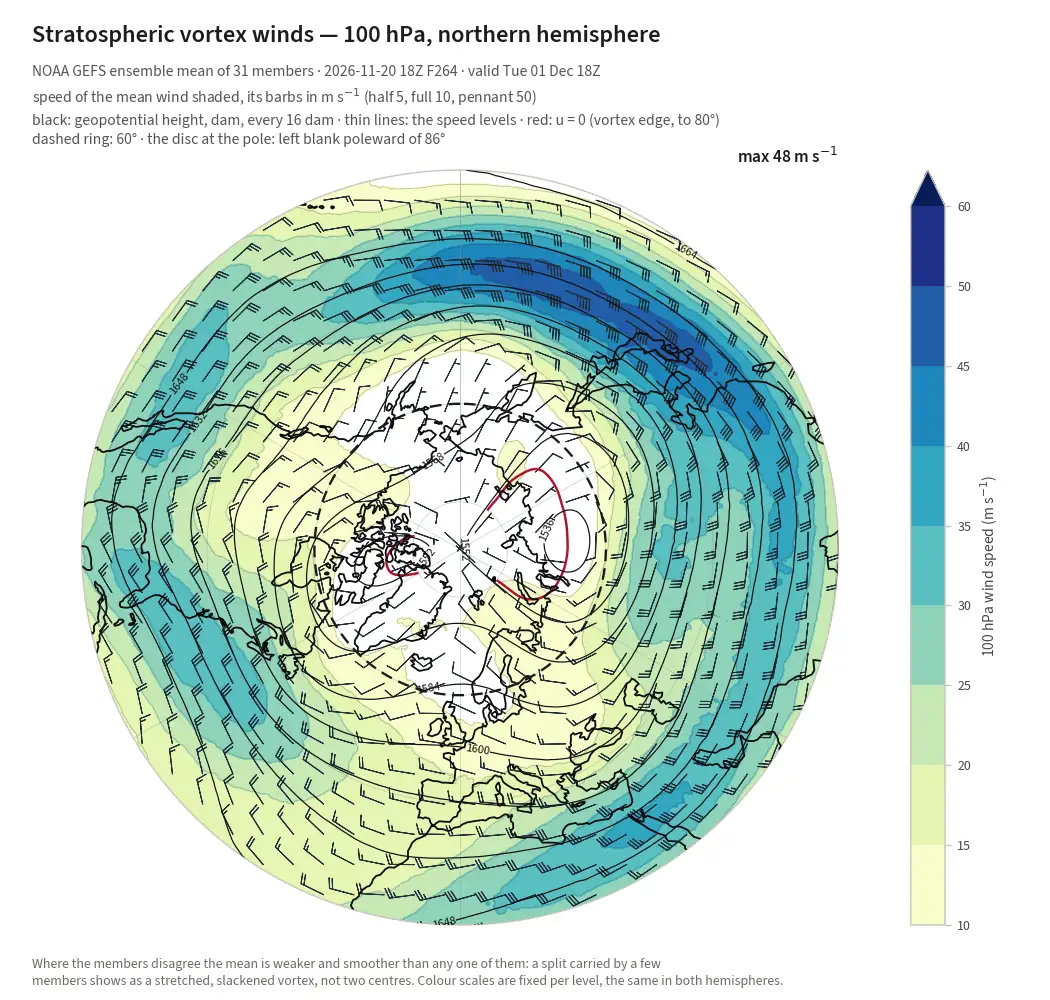 Stratospheric vortex winds — 100 hPa, northern hemisphere
NOAA GEFS ensemble mean of 31 members · 2026-11-20 18Z F264 · valid Tue 01 Dec 18Z
speed of the mean wind shaded, its barbs in m s⁻¹ (half 5, full 10, pennant 50)
black: geopotential height, dam, every 16 dam · thin lines: the speed levels · red: u = 0 (vortex edge, to 80°)
dashed ring: 60° · the disc at the pole: left blank poleward of 86°
max 48 m s⁻¹
60
50
45
40
35
30
25
20
15
10
100 hPa wind speed (m s⁻¹)
1664
1648
1568
1536
1552
1584
1600
1648
Where the members disagree the mean is weaker and smoother than any one of them: a split carried by a few
members shows as a stretched, slackened vortex, not two centres. Colour scales are fixed per level, the same in both hemispheres.